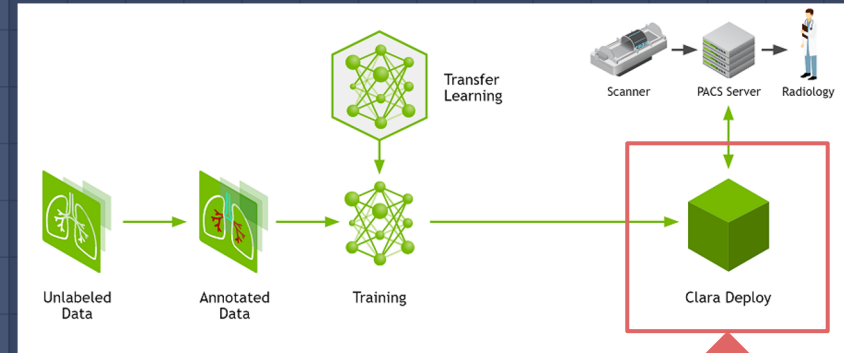 Scanner
PACS Server
Radiology
Transfer
Learning
Unlabeled
Data
Annotated
Data
Training
Clara Deploy